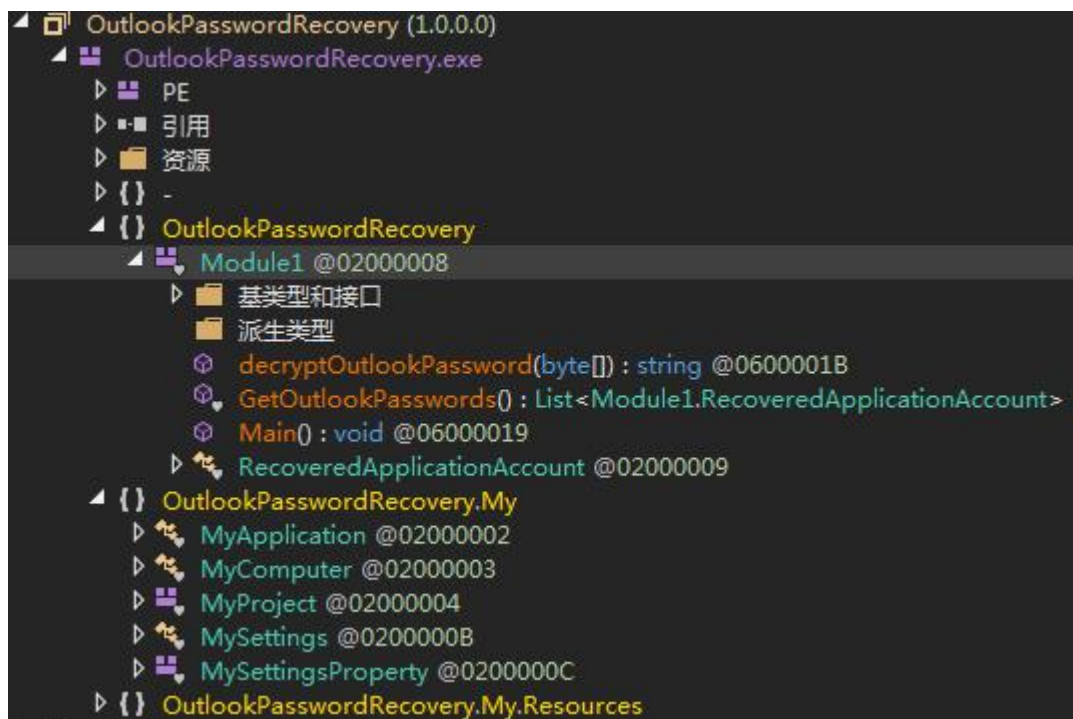 OutlookPasswordRecovery (1.0.0.0)
OutlookPasswordRecovery.exe
PE
引用
资源
{} -
{} OutlookPasswordRecovery
Module1 @02000008
基类型和接口
派生类型
decryptOutlookPassword(byte[]) : string @0600001B
GetOutlookPasswords() : List<Module1.RecoveredApplicationAccount>
Main() : void @06000019
RecoveredApplicationAccount @02000009
{} OutlookPasswordRecovery.My
MyApplication @02000002
MyComputer @02000003
MyProject @02000004
MySettings @0200000B
MySettingsProperty @0200000C
{} OutlookPasswordRecovery.My.Resources